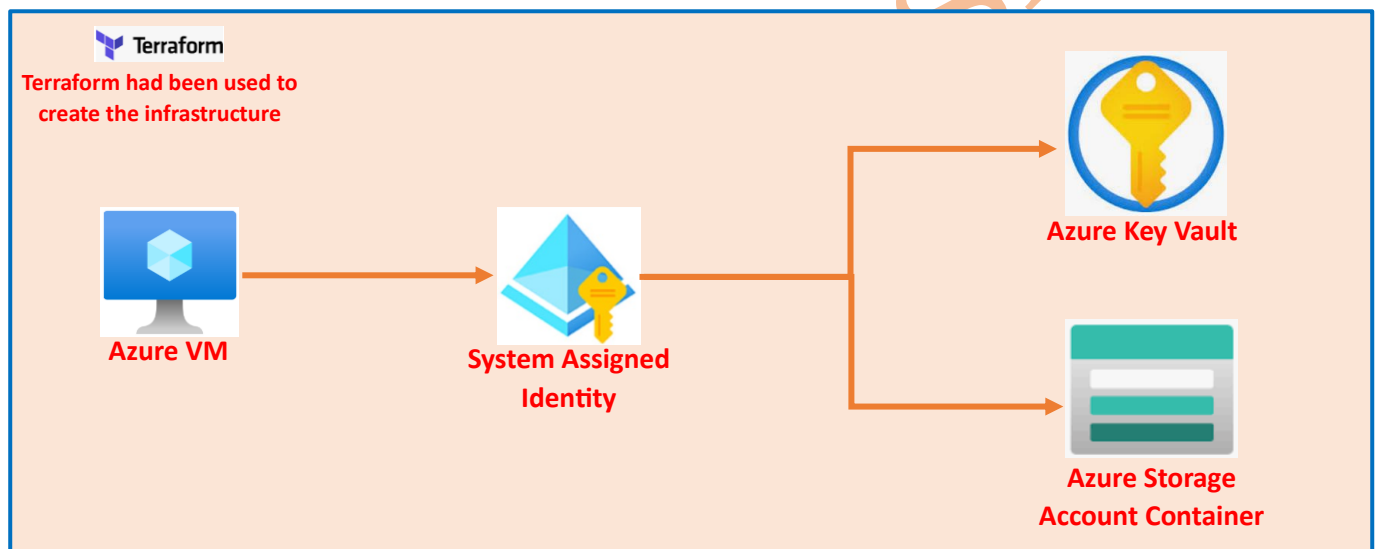 Terraform
Terraform had been used to
create the infrastructure
Azure Key Vault
Azure VM
System Assigned
Identity
Azure Storage
Account Container